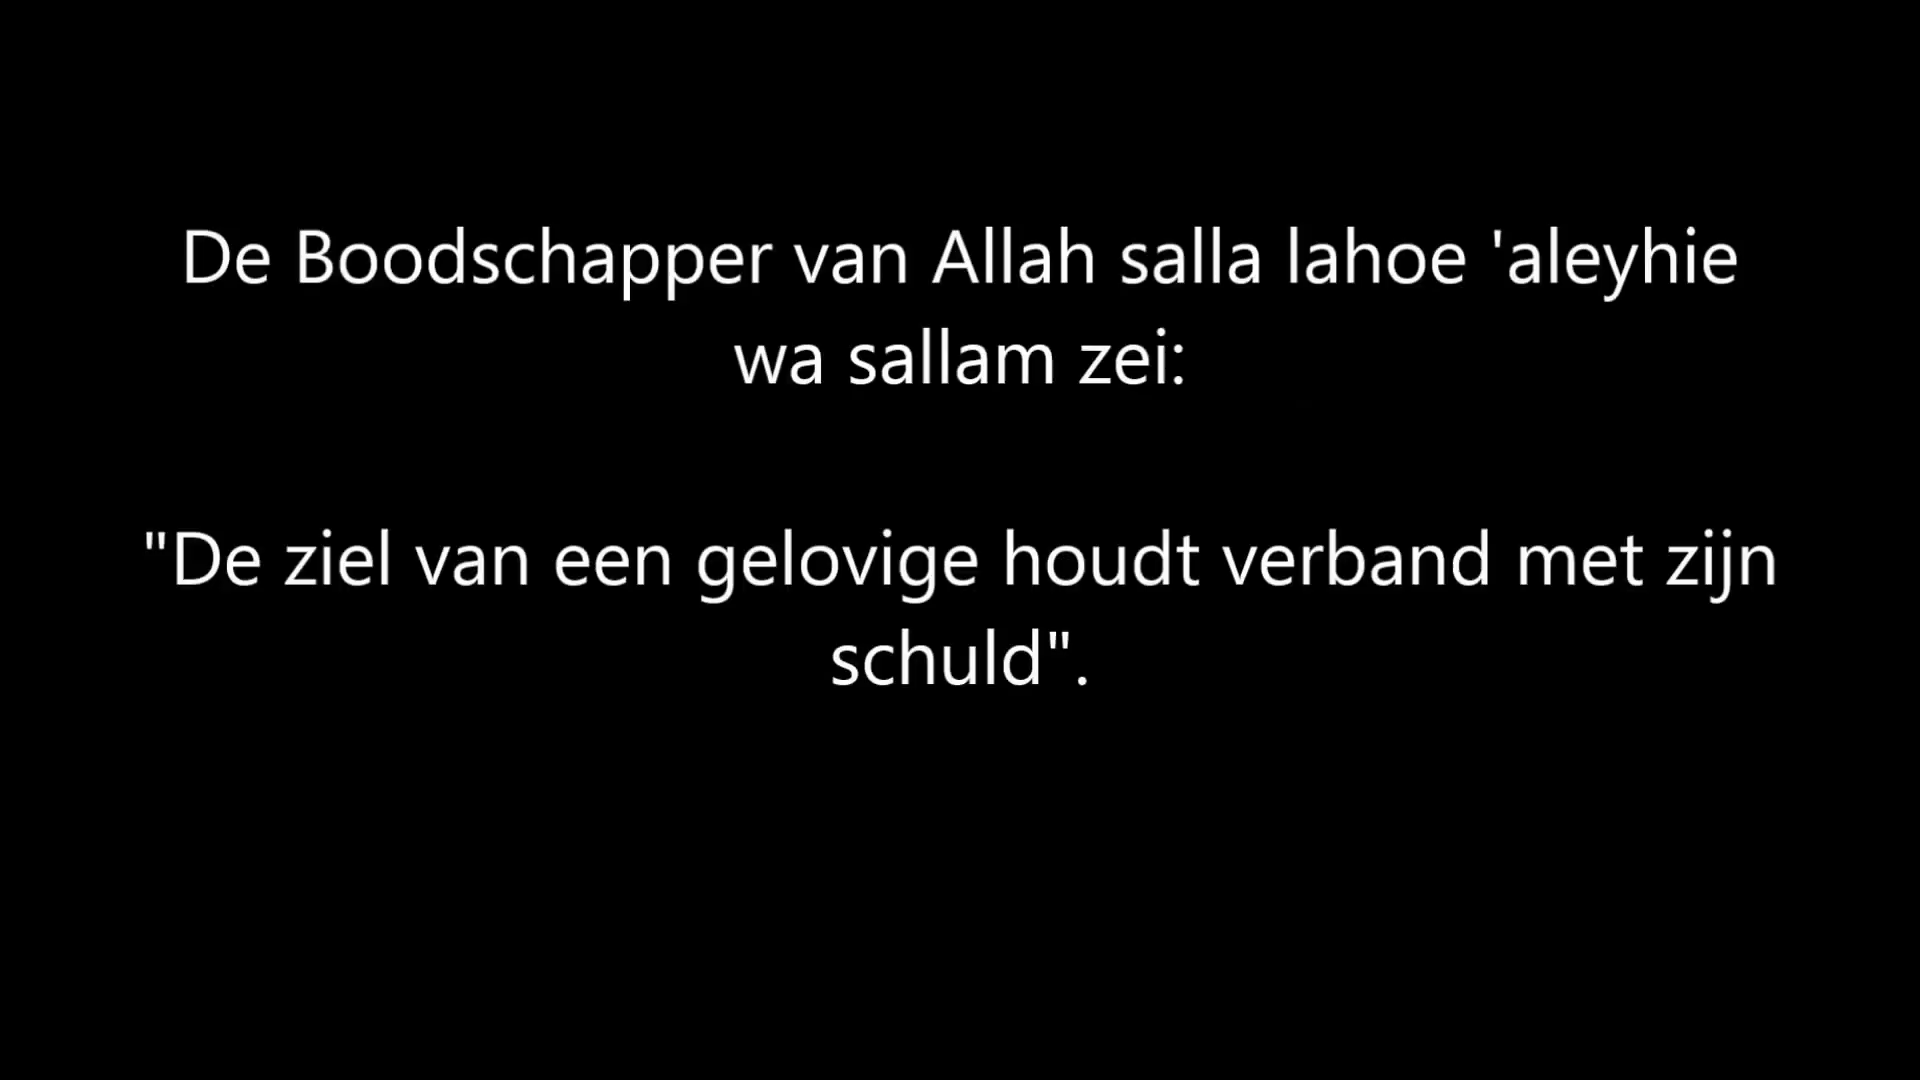 De Boodschapper van Allah salla lahoe 'aleyhie
wa sallam zei:
"De ziel van een gelovige houdt verband met zijn
schuld".